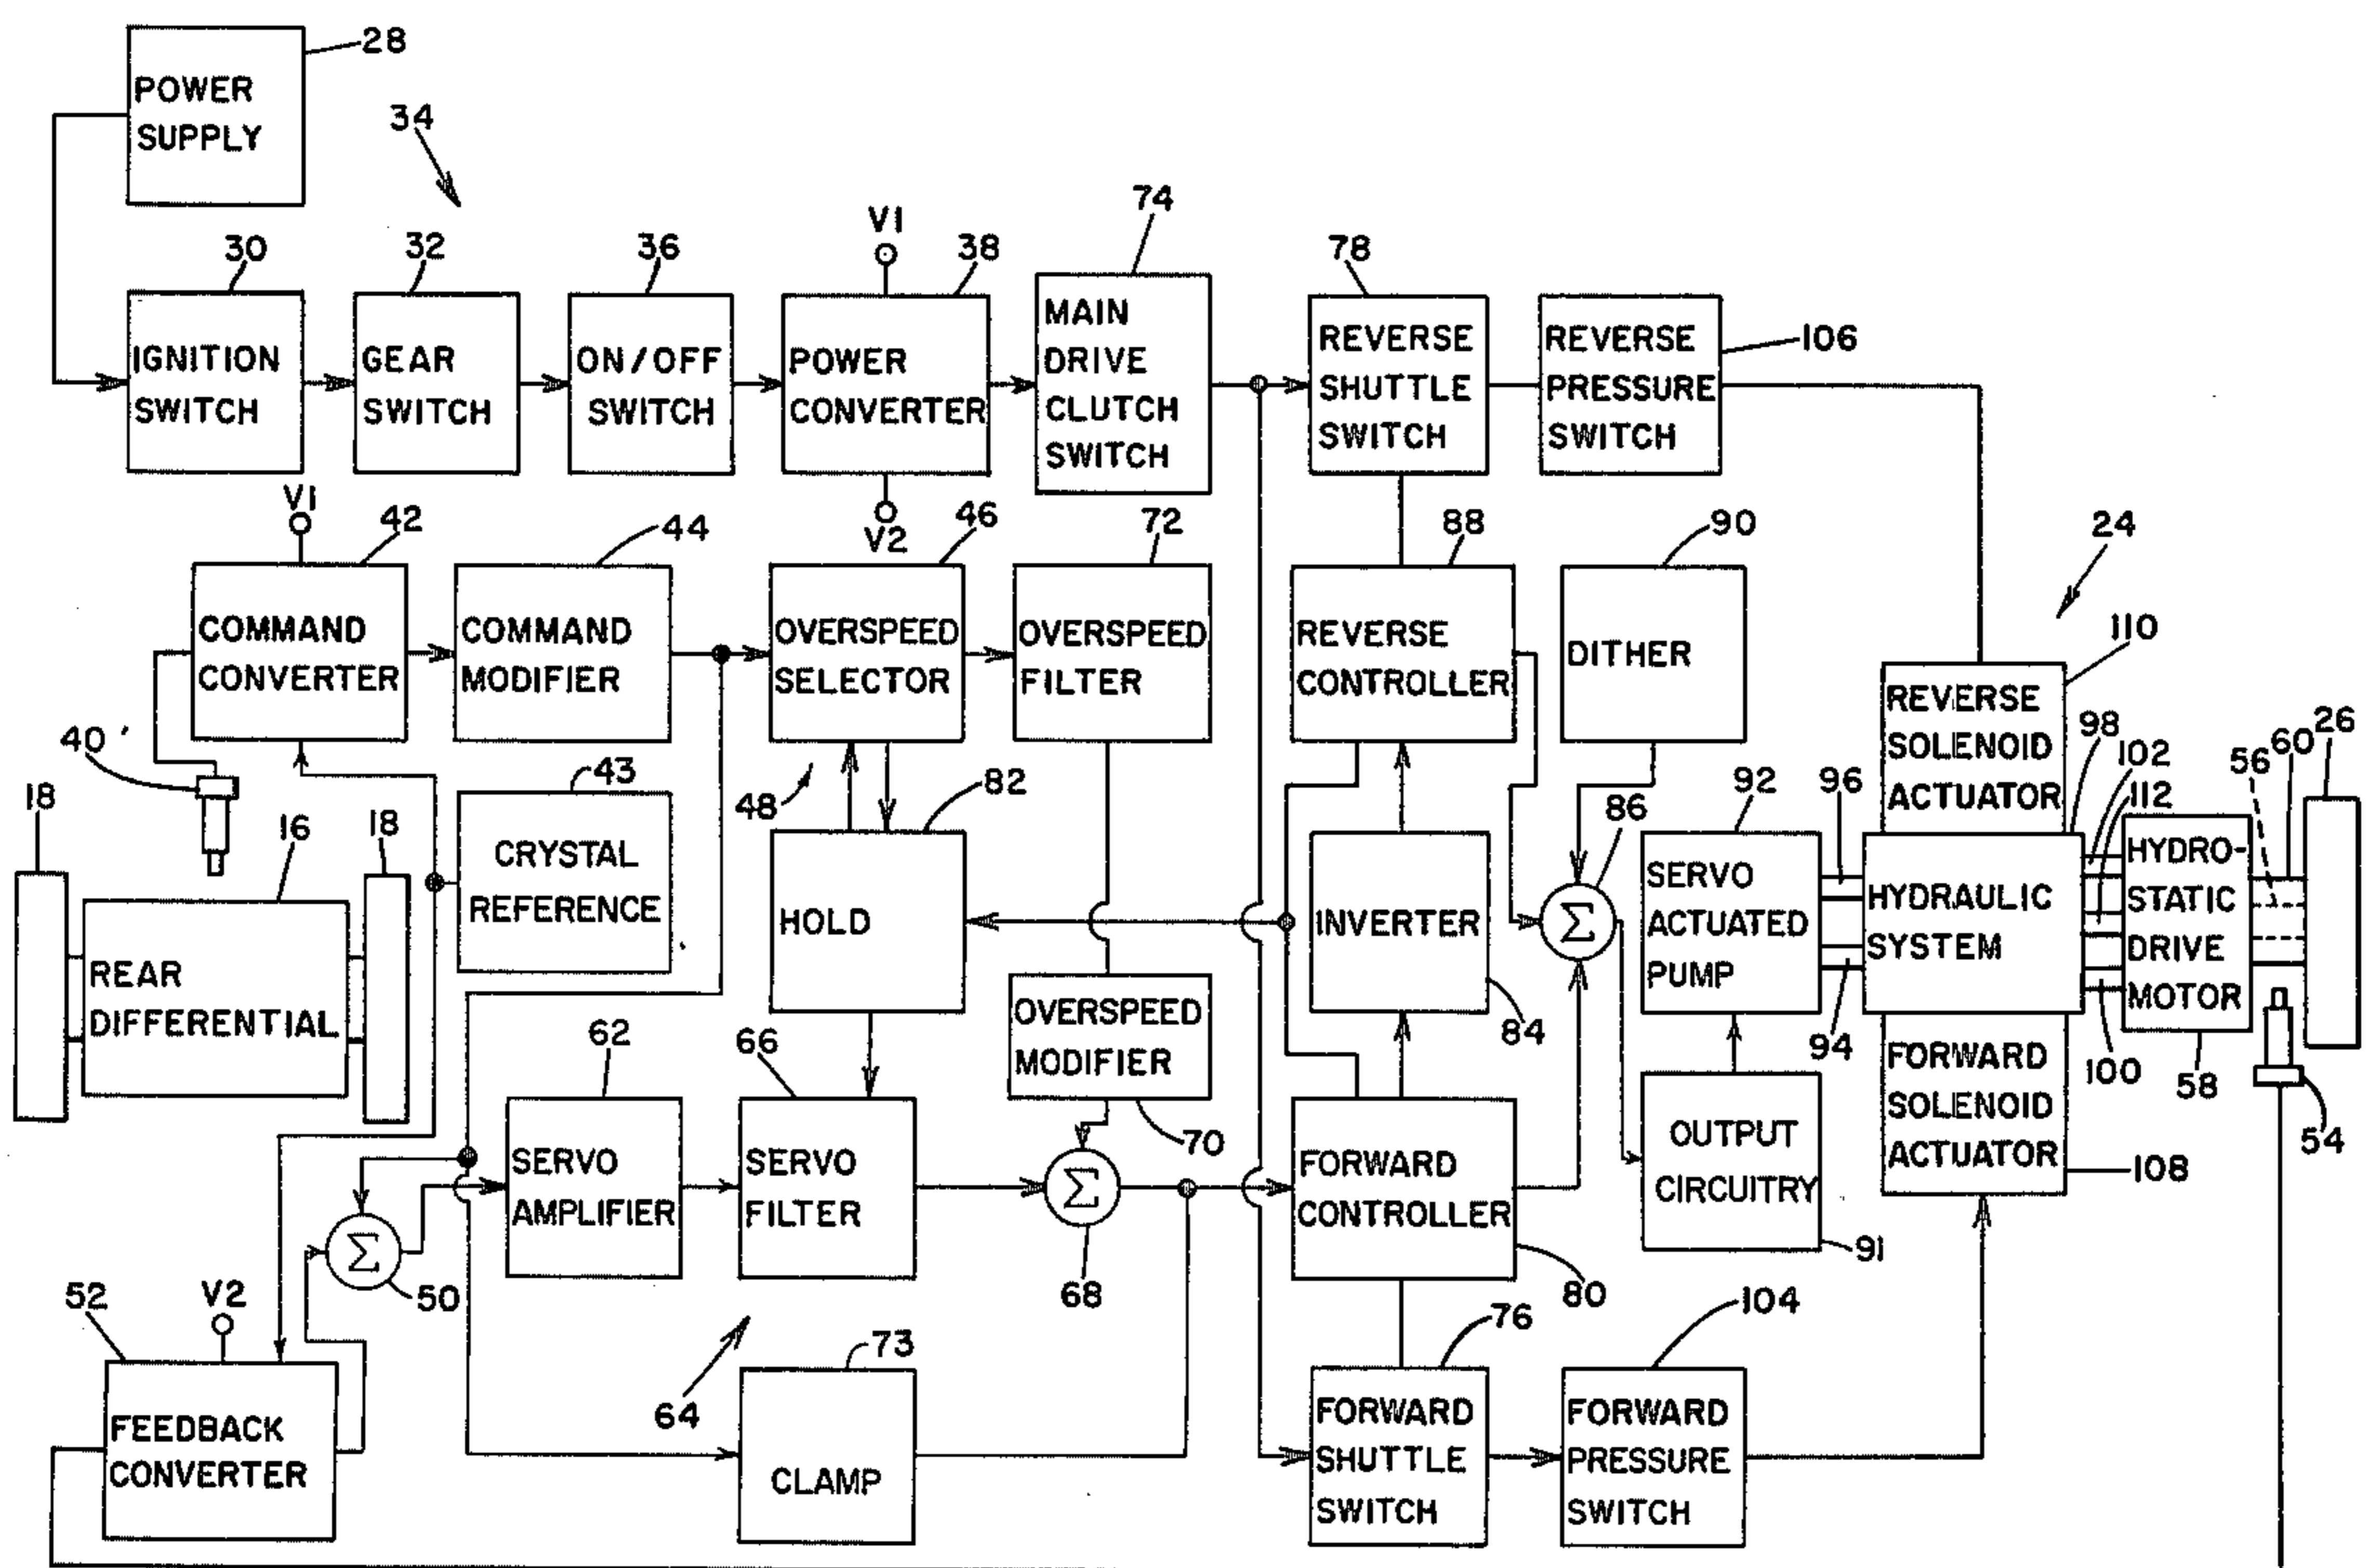 28
POWER
SUPPLY
34
30
32
36
V1
38
74
78
IGNITION
SWITCH
GEAR
SWITCH
ON/OFF
SWITCH
POWER
CONVERTER
MAIN
DRIVE
CLUTCH
SWITCH
REVERSE
SHUTTLE
SWITCH
REVERSE
PRESSURE
SWITCH
106
V1
42
44
V2
46
72
88
90
24
COMMAND
CONVERTER
COMMAND
MODIFIER
OVERSPEED
SELECTOR
OVERSPEED
FILTER
REVERSE
CONTROLLER
DITHER
110
REVERSE
SOLENOID
ACTUATOR
40
43
48
82
86
92
96
98
102
112
56
60
26
18
16
18
CRYSTAL
REFERENCE
HOLD
INVERTER
Σ
SERVO
ACTUATED
PUMP
HYDRAULIC
SYSTEM
HYDRO-
STATIC
DRIVE
MOTOR
REAR
DIFFERENTIAL
OVERSPEED
MODIFIER
84
94
100
58
54
62
66
70
FORWARD
SOLENOID
ACTUATOR
108
SERVO
AMPLIFIER
SERVO
FILTER
Σ
68
FORWARD
CONTROLLER
80
OUTPUT
CIRCUITRY
91
Σ
50
52
V2
64
73
76
104
FEEDBACK
CONVERTER
CLAMP
FORWARD
SHUTTLE
SWITCH
FORWARD
PRESSURE
SWITCH